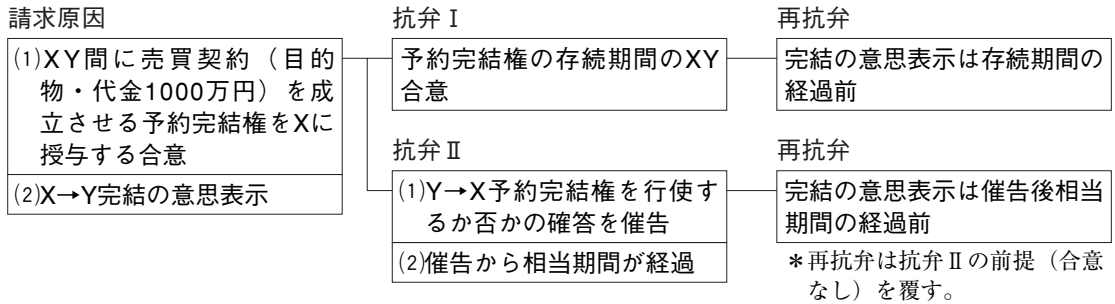 請求原因
(1)XY間に売買契約（目的
物・代金1000万円）を成
立させる予約完結権をXに
授与する合意
(2)X→Y完結の意思表示
抗弁Ⅰ
予約完結権の存続期間のXY
合意
再抗弁
完結の意思表示は存続期間の
経過前
抗弁Ⅱ
(1)Y→X予約完結権を行使す
るか否かの確答を催告
(2)催告から相当期間が経過
再抗弁
完結の意思表示は催告後相当
期間の経過前
＊再抗弁は抗弁Ⅱの前提（合意
なし）を覆す。